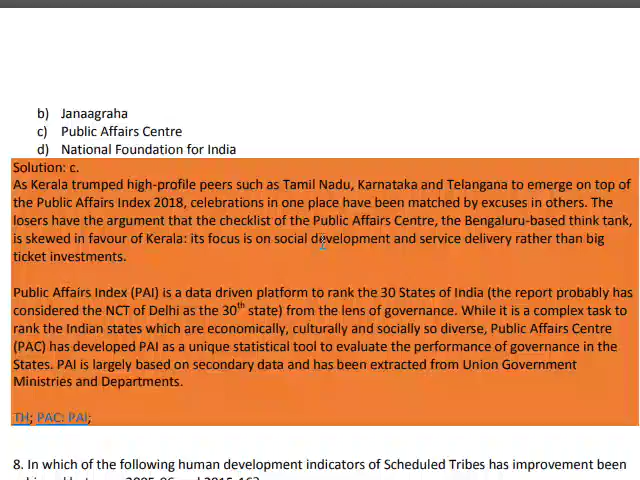 b) Janaagraha
c) Public Affairs Centre
d) National Foundation for India
Solution: c.
As Kerala trumped high-profile peers such as Tamil Nadu, Karnataka and Telangana to emerge on top of
the Public Affairs Index 2018, celebrations in one place have been matched by excuses in others. The
losers have the argument that the checklist of the Public Affairs Centre, the Bengaluru-based think tank,
is skewed in favour of Kerala: its focus is on social development and service delivery rather than big
ticket investments.
Public Affairs Index (PAI) is a data driven platform to rank the 30 States of India (the report probably has
considered the NCT of Delhi as the 30th state) from the lens of governance. While it is a complex task to
rank the Indian states which are economically, culturally and socially so diverse, Public Affairs Centre
(PAC) has developed PAI as a unique statistical tool to evaluate the performance of governance in the
States. PAI is largely based on secondary data and has been extracted from Union Government
Ministries and Departments.
TH; PAC: PAI;
8. In which of the following human development indicators of Scheduled Tribes has improvement been